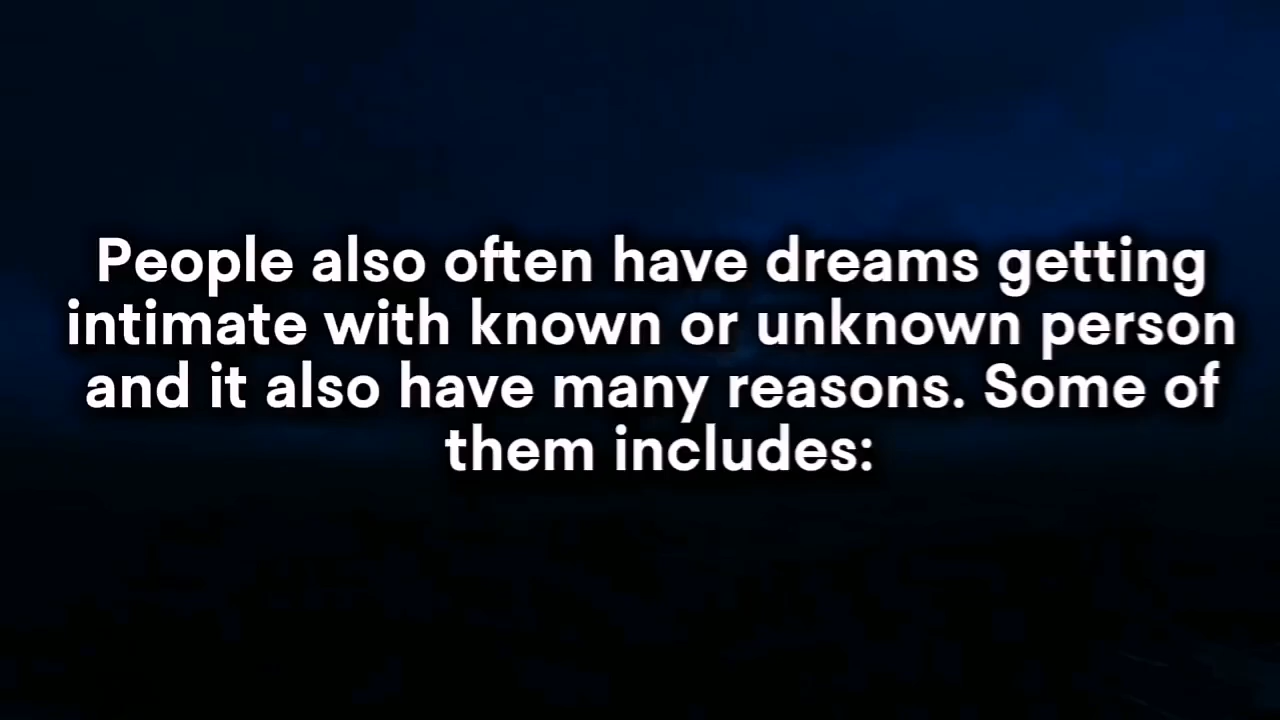 People also often have dreams getting
intimate with known or unknown person
and it also have many reasons. Some of
them includes: